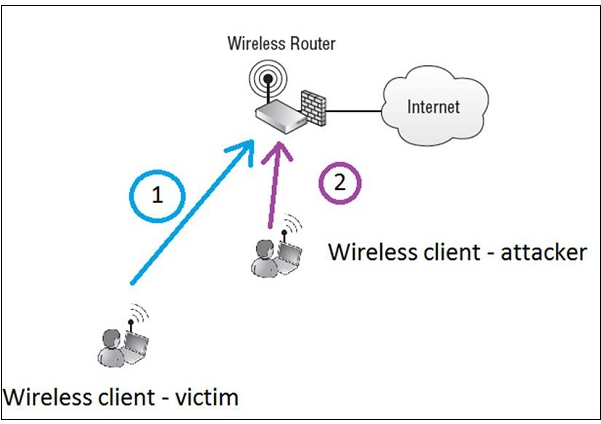 Wireless Router
Internet
1
2
Wireless client - attacker
Wireless client - victim